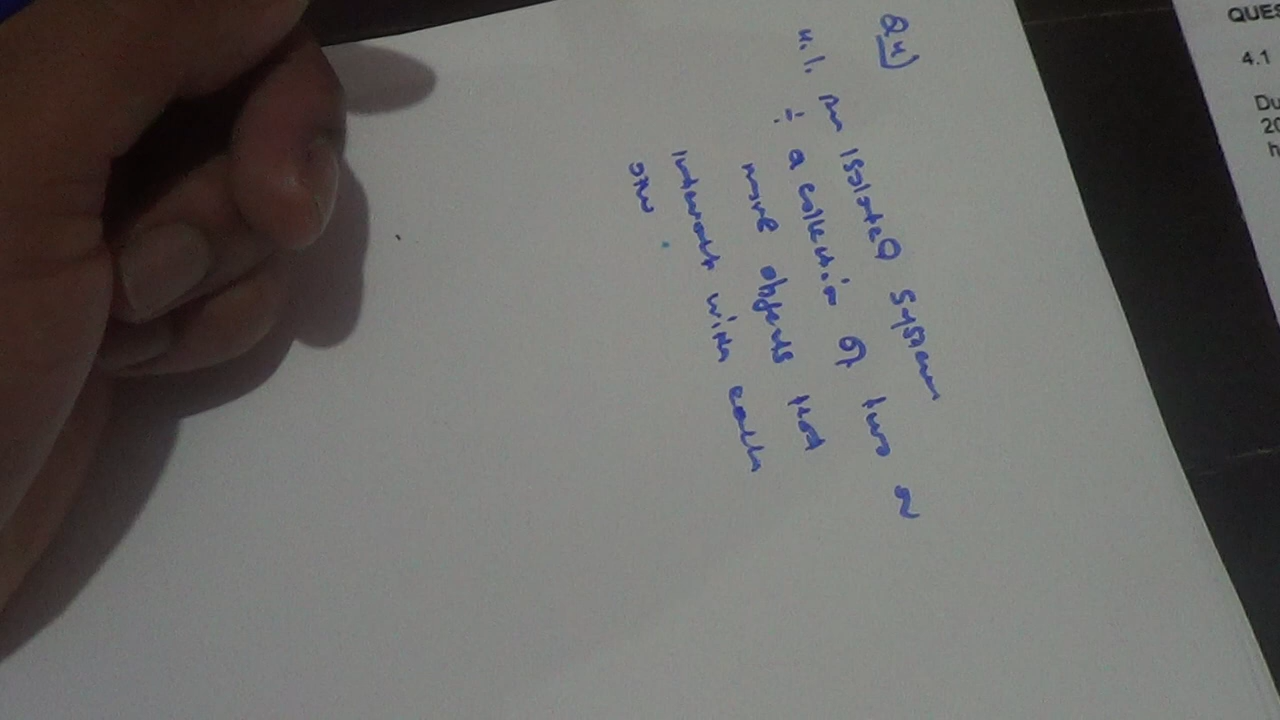 Q4)
4.1. An Isolated System
÷ a collection of two or
more objects that
interact with each
other
QUES
4.1
Du
20
h